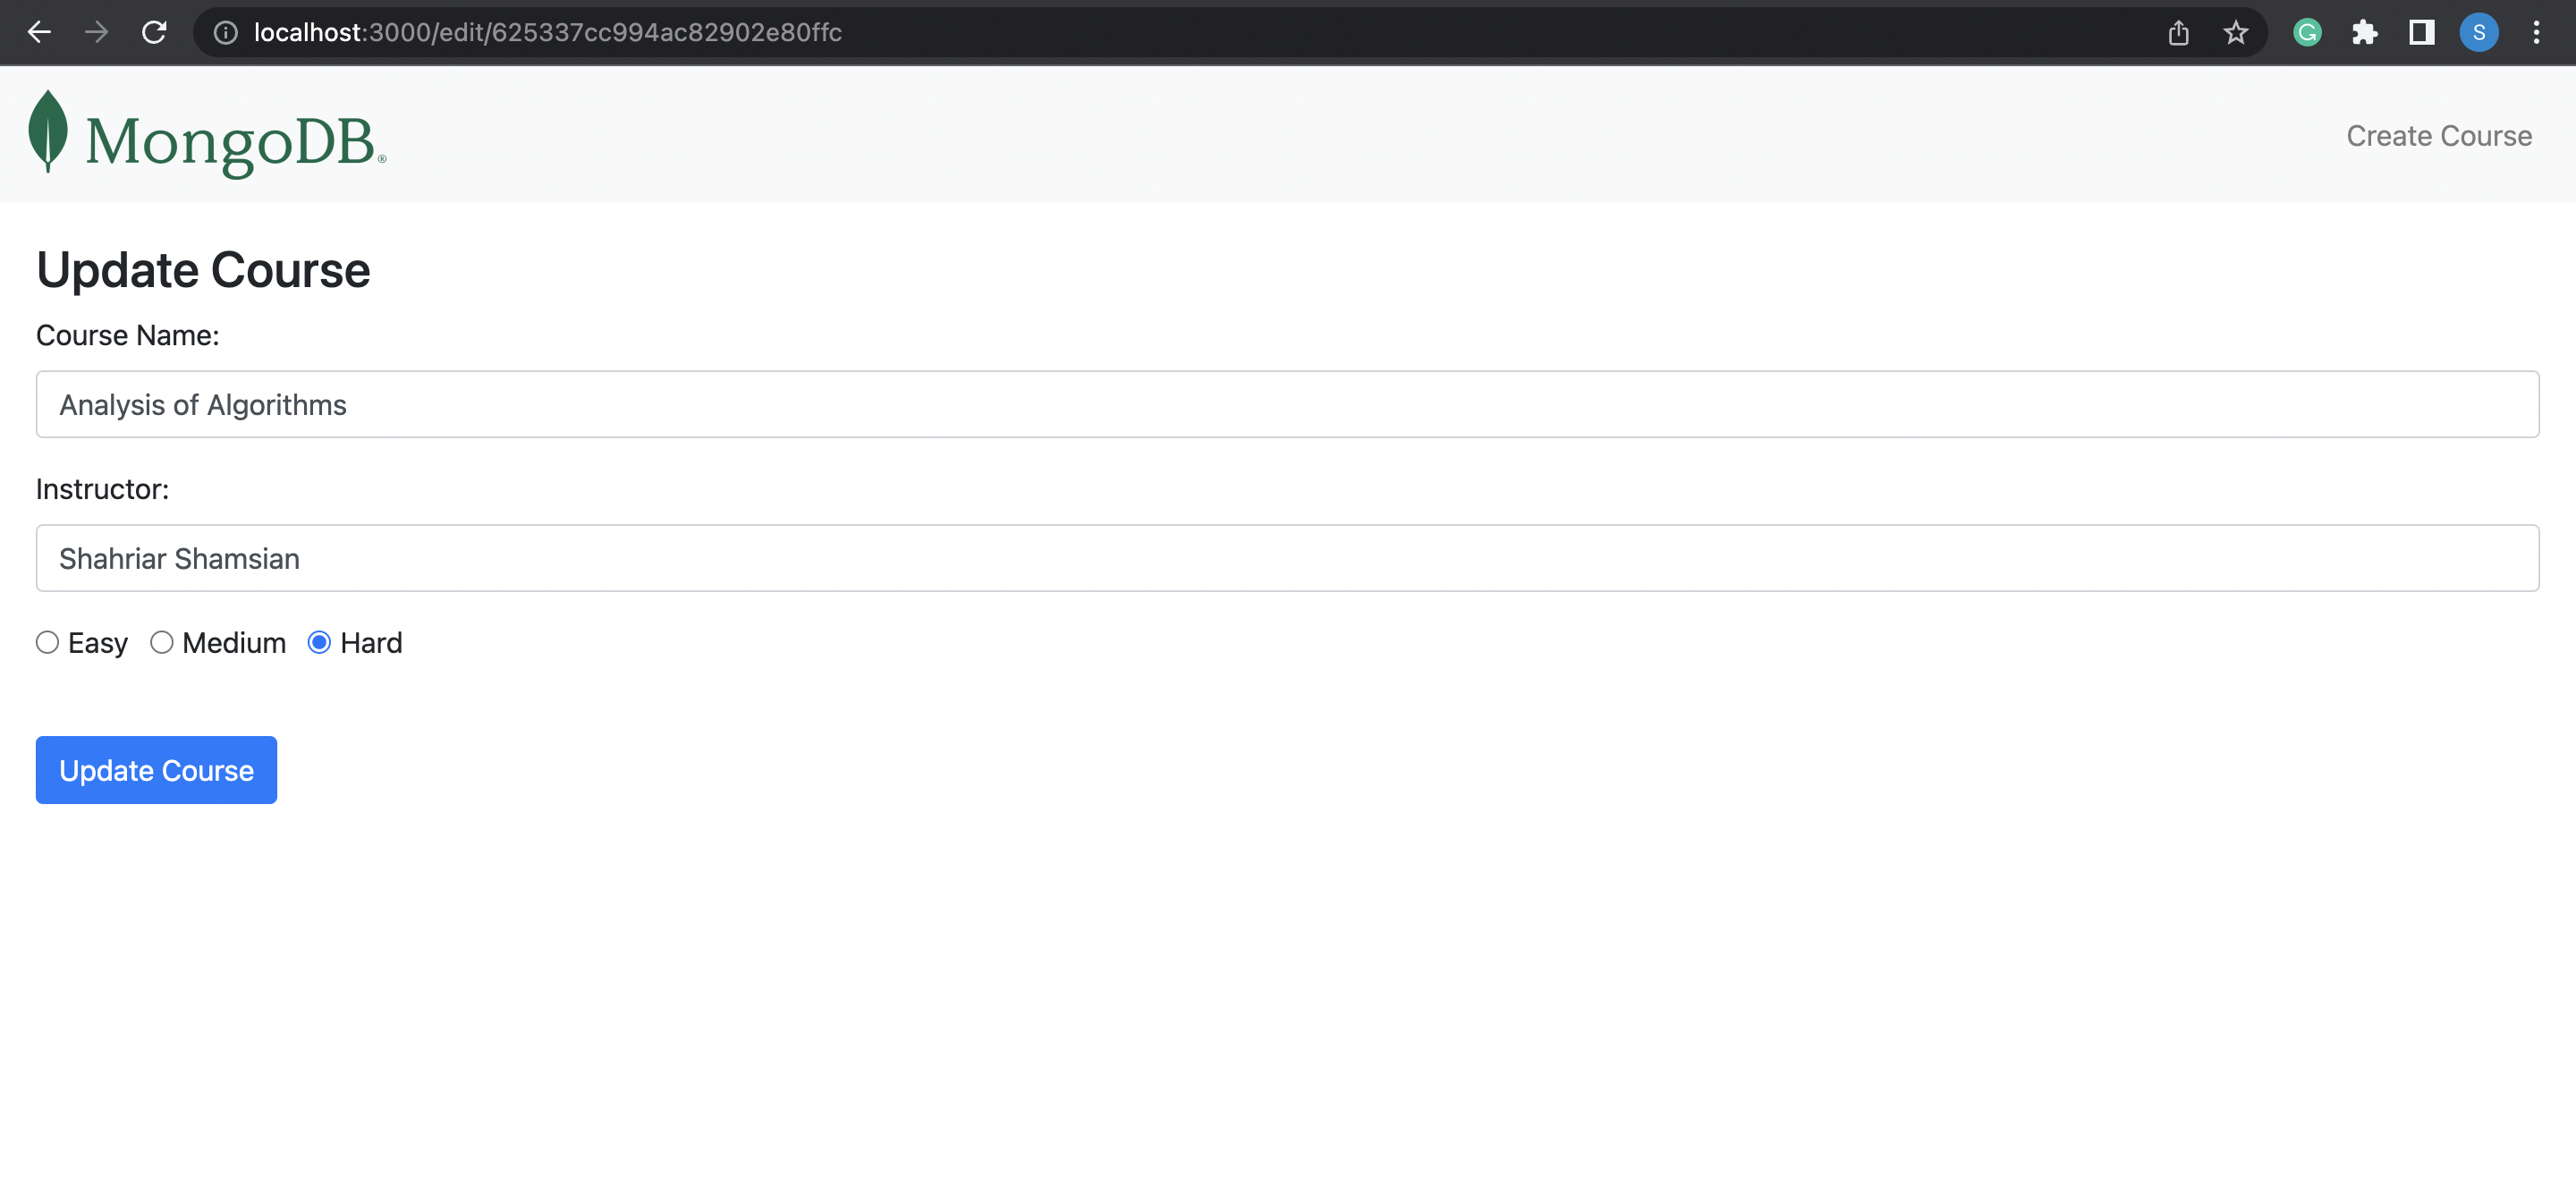 localhost:3000/edit/625337cc994ac82902e80ffc
G
S
MongoDB®
Create Course
Update Course
Course Name:
Analysis of Algorithms
Instructor:
Shahriar Shamsian
Easy Medium Hard
Update Course